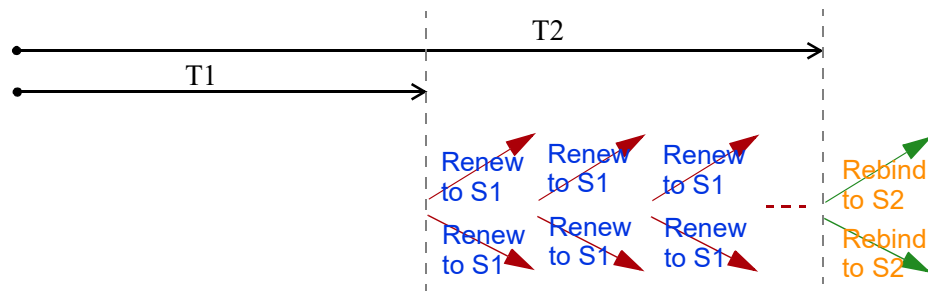 T2
T1
Renew
to S1
Renew
to S1
Renew
to S1
Rebind
to S2
Renew
to S1
Renew
to S1
Renew
to S1
Rebind
to S2